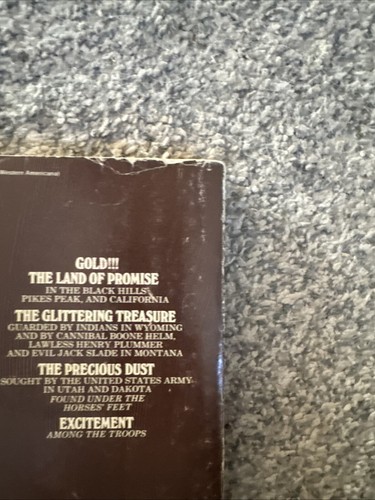 Western Americana)
GOLD!!!
THE LAND OF PROMISE
IN THE BLACK HILLS,
PIKES PEAK, AND CALIFORNIA
THE GLITTERING TREASURE
GUARDED BY INDIANS IN WYOMING
AND BY CANNIBAL BOONE HELM,
LAWLESS HENRY PLUMMER
AND EVIL JACK SLADE IN MONTANA
THE PRECIOUS DUST
SOUGHT BY THE UNITED STATES ARMY
IN UTAH AND DAKOTA
FOUND UNDER THE
HORSES' FEET
EXCITEMENT
AMONG THE TROOPS